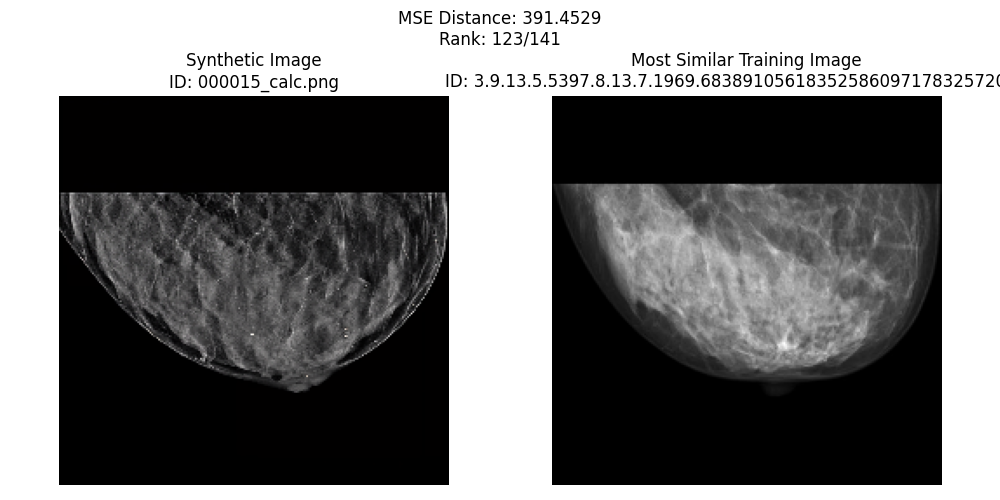 MSE Distance: 391.4529
Rank: 123/141
Synthetic Image
ID: 000015_calc.png
Most Similar Training Image
ID: 3.9.13.5.5397.8.13.7.1969.68389105618352586097178325720